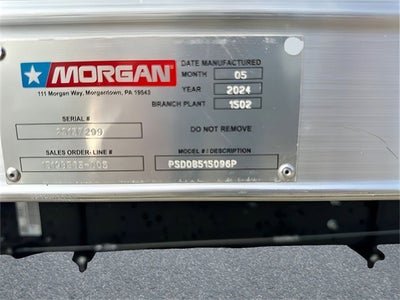 MORGAN
111 Morgan Way, Morgantown, PA 19543
DATE MANUFACTURED
MONTH 05
YEAR 2024
BRANCH PLANT 1S02
SERIAL #
DO NOT REMOVE
SALES ORDER- LINE #
MODEL # / DESCRIPTION
PSD0851S096P